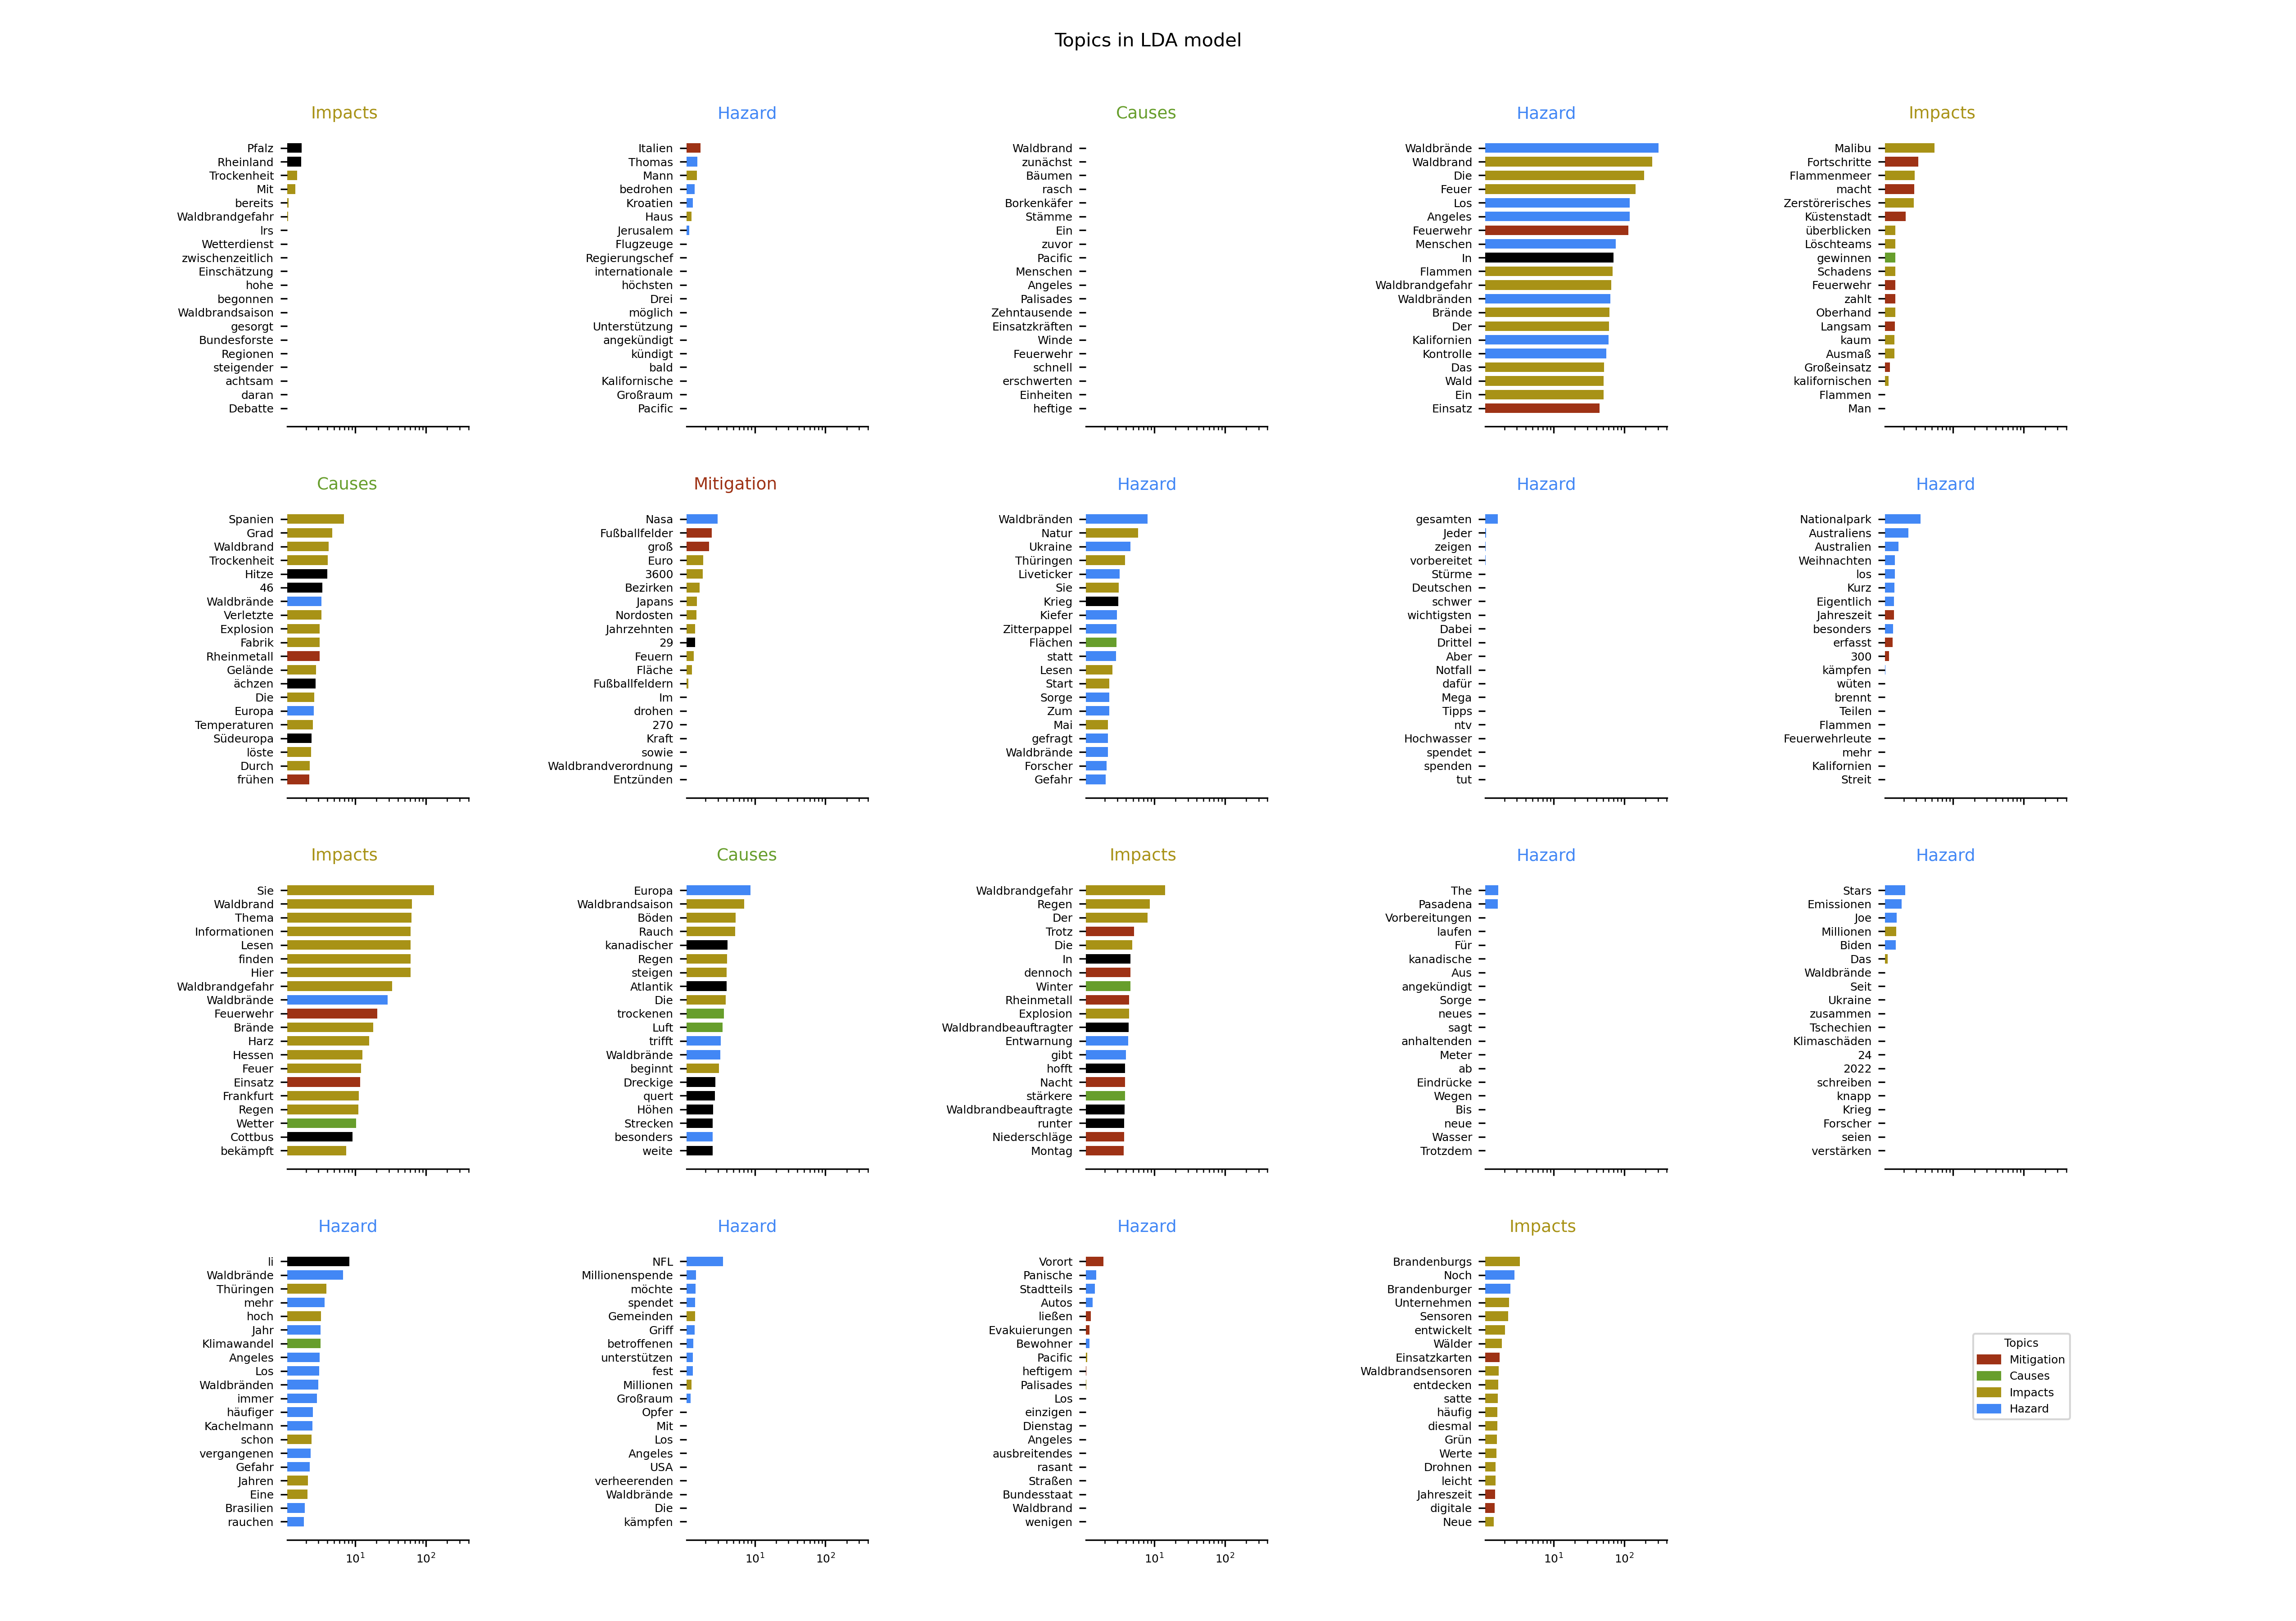 Topics in LDA model
Impacts
Pfalz
Rheinland
Trockenheit
Mit
bereits
Waldbrandgefahr
lrs
Wetterdienst
zwischenzeitlich
Einschätzung
hohe
begonnen
Waldbrandsaison
gesorgt
Bundesforste
Regionen
steigender
achtsam
daran
Debatte
Hazard
Italien
Thomas
Mann
bedrohen
Kroatien
Haus
Jerusalem
Flugzeuge
Regierungschef
internationale
höchsten
Drei
möglich
Unterstützung
angekündigt
kündigt
bald
Kalifornische
Großraum
Pacific
Causes
Waldbrand
zunächst
Bäumen
rasch
Borkenkäfer
Stämme
Ein
zuvor
Pacific
Menschen
Angeles
Palisades
Zehntausende
Einsatzkräften
Winde
Feuerwehr
schnell
erschwerten
Einheiten
heftige
Hazard
Waldbrände
Waldbrand
Die
Feuer
Los
Angeles
Feuerwehr
Menschen
In
Flammen
Waldbrandgefahr
Waldbränden
Brände
Der
Kalifornien
Kontrolle
Das
Wald
Ein
Einsatz
Impacts
Malibu
Fortschritte
Flammenmeer
macht
Zerstörerisches
Küstenstadt
überblicken
Löschteams
gewinnen
Schadens
Feuerwehr
zahlt
Oberhand
Langsam
kaum
Ausmaß
Großeinsatz
kalifornischen
Flammen
Man
Causes
Spanien
Grad
Waldbrand
Trockenheit
Hitze
46
Waldbrände
Verletzte
Explosion
Fabrik
Rheinmetall
Gelände
ächzen
Die
Europa
Temperaturen
Südeuropa
löste
Durch
frühen
Mitigation
Nasa
Fußballfelder
groß
Euro
3600
Bezirken
Japans
Nordosten
Jahrzehnten
29
Feuern
Fläche
Fußballfeldern
Im
drohen
270
Kraft
sowie
Waldbrandverordnung
Entzünden
Hazard
Waldbränden
Natur
Ukraine
Thüringen
Liveticker
Sie
Krieg
Kiefer
Zitterpappel
Flächen
statt
Lesen
Start
Sorge
Zum
Mai
gefragt
Waldbrände
Forscher
Gefahr
Hazard
gesamten
Jeder
zeigen
vorbereitet
Stürme
Deutschen
schwer
wichtigsten
Dabei
Drittel
Aber
Notfall
dafür
Mega
Tipps
ntv
Hochwasser
spendet
spenden
tut
Hazard
Nationalpark
Australiens
Australien
Weihnachten
los
Kurz
Eigentlich
Jahreszeit
besonders
erfasst
300
kämpfen
wüten
brennt
Teilen
Flammen
Feuerwehrleute
mehr
Kalifornien
Streit
Impacts
Sie
Waldbrand
Thema
Informationen
Lesen
finden
Hier
Waldbrandgefahr
Waldbrände
Feuerwehr
Brände
Harz
Hessen
Feuer
Einsatz
Frankfurt
Regen
Wetter
Cottbus
bekämpft
Causes
Europa
Waldbrandsaison
Böden
Rauch
kanadischer
Regen
steigen
Atlantik
Die
trockenen
Luft
trifft
Waldbrände
beginnt
Dreckige
quert
Höhen
Strecken
besonders
weite
Impacts
Waldbrandgefahr
Regen
Der
Trotz
Die
In
dennoch
Winter
Rheinmetall
Explosion
Waldbrandbeauftragter
Entwarnung
gibt
hofft
Nacht
stärkere
Waldbrandbeauftragte
runter
Niederschläge
Montag
Hazard
The
Pasadena
Vorbereitungen
laufen
Für
kanadische
Aus
angekündigt
Sorge
neues
sagt
anhaltenden
Meter
ab
Eindrücke
Wegen
Bis
neue
Wasser
Trotzdem
Hazard
Stars
Emissionen
Joe
Millionen
Biden
Das
Waldbrände
Seit
Ukraine
zusammen
Tschechien
Klimaschäden
24
2022
schreiben
knapp
Krieg
Forscher
seien
verstärken
Hazard
li
Waldbrände
Thüringen
mehr
hoch
Jahr
Klimawandel
Angeles
Los
Waldbränden
immer
häufiger
Kachelmann
schon
vergangenen
Gefahr
Jahren
Eine
Brasilien
rauchen
10¹ 10²
Hazard
NFL
Millionenspende
möchte
spendet
Gemeinden
Griff
betroffenen
unterstützen
fest
Millionen
Großraum
Opfer
Mit
Los
Angeles
USA
verheerenden
Waldbrände
Die
kämpfen
10¹ 10²
Hazard
Vorort
Panische
Stadtteils
Autos
ließen
Evakuierungen
Bewohner
Pacific
heftigem
Palisades
Los
einzigen
Dienstag
Angeles
ausbreitendes
rasant
Straßen
Bundesstaat
Waldbrand
wenigen
10¹ 10²
Impacts
Brandenburgs
Noch
Brandenburger
Unternehmen
Sensoren
entwickelt
Wälder
Einsatzkarten
Waldbrandsensoren
entdecken
satte
häufig
diesmal
Grün
Werte
Drohnen
leicht
Jahreszeit
digitale
Neue
10¹ 10²
Topics
Mitigation
Causes
Impacts
Hazard